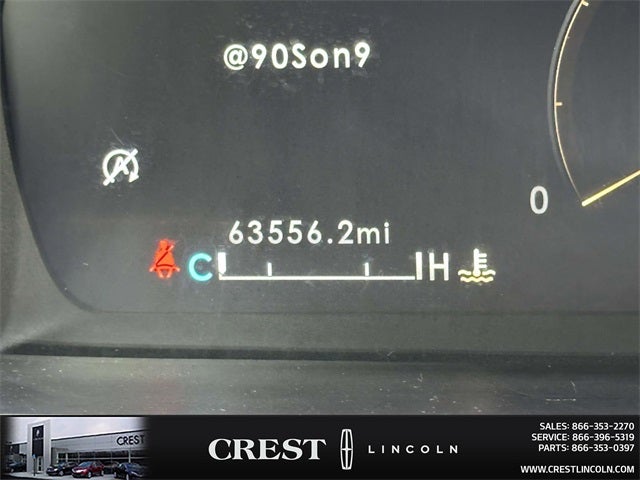 @90Son9
A
0
63556.2mi
C H
CREST
CREST LINCOLN
SALES: 866-353-2270
SERVICE: 866-396-5319
PARTS: 866-353-0397
WWW.CRESTLINCOLN.COM